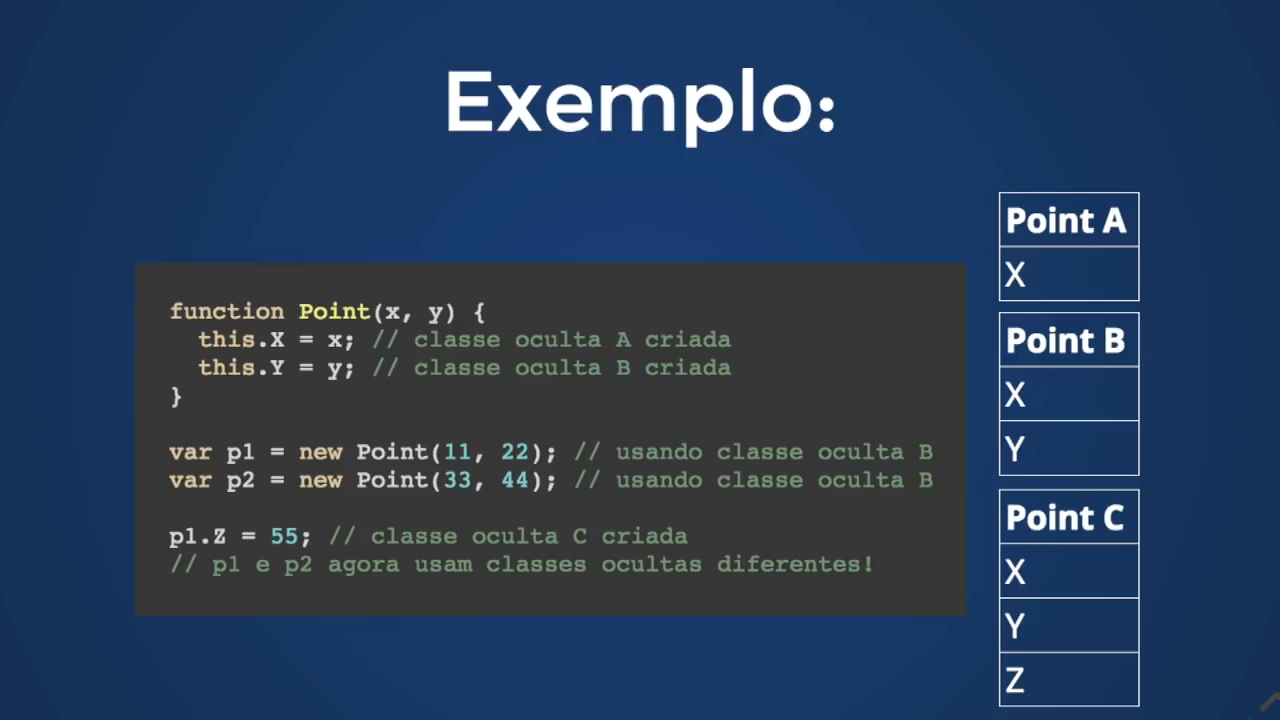 Exemplo:
function Point(x, y) {
  this.X = x; // classe oculta A criada
  this.Y = y; // classe oculta B criada
}
var p1 = new Point(11, 22); // usando classe oculta B
var p2 = new Point(33, 44); // usando classe oculta B
p1.Z = 55; // classe oculta C criada
// p1 e p2 agora usam classes ocultas diferentes!
Point A
X
Point B
X
Y
Point C
X
Y
Z